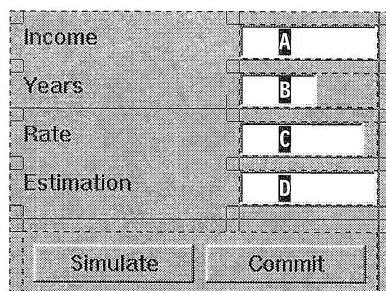 Income A
Years B
Rate C
Estimation D
Simulate Commit